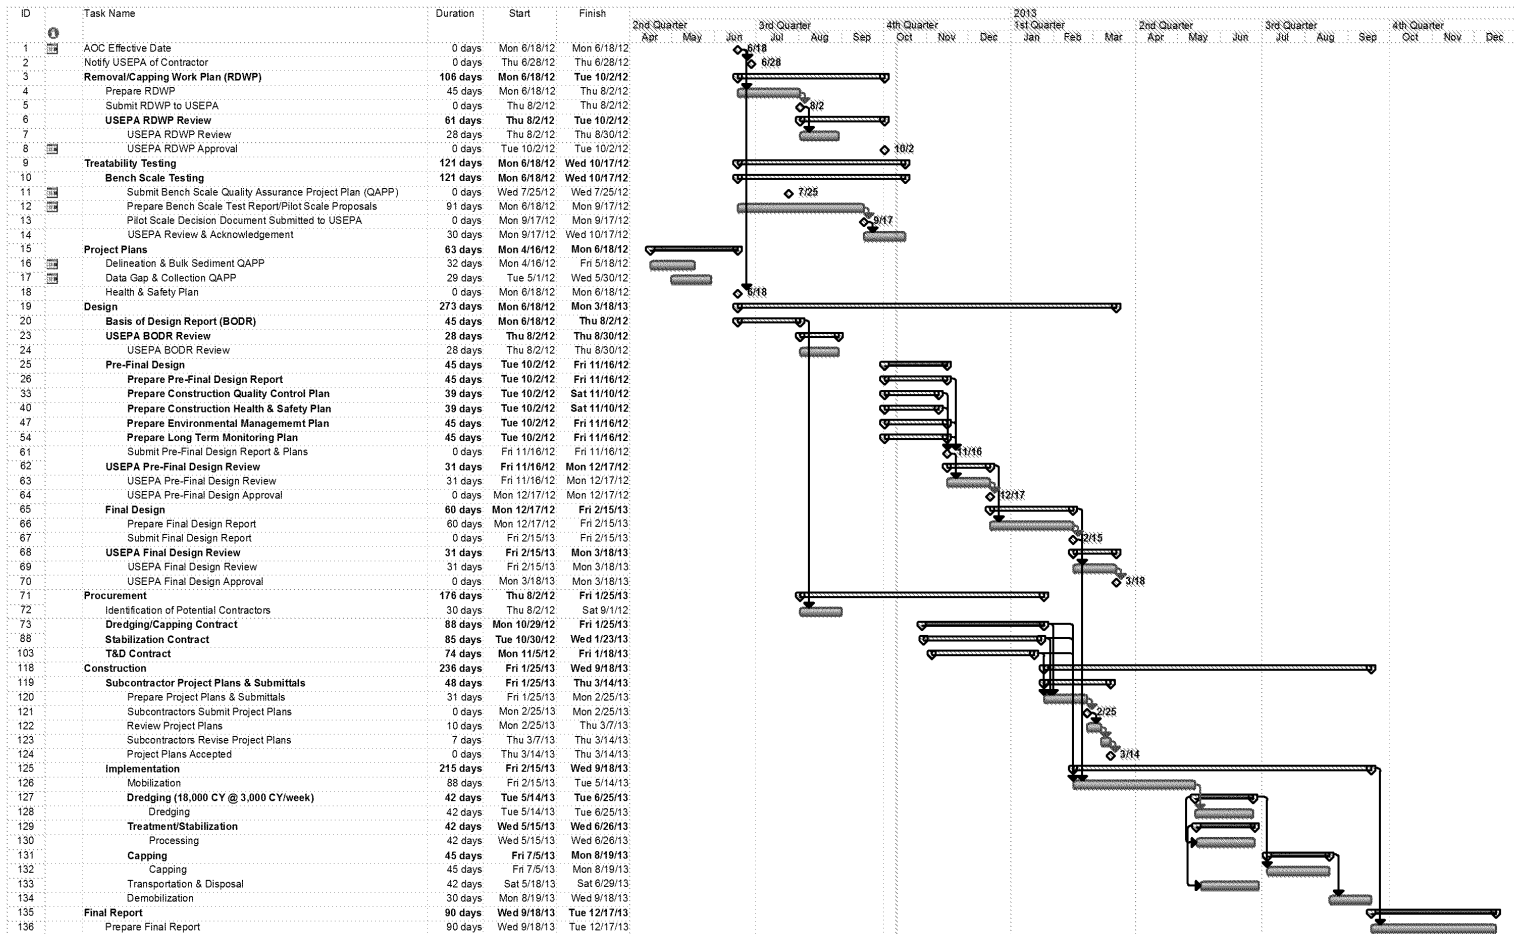 ID Task Name Duration Start Finish 2013
2nd Quarter 3rd Quarter 4th Quarter 1st Quarter 2nd Quarter 3rd Quarter 4th Quarter
Apr May Jun Jul Aug Sep Oct Nov Dec Jan Feb Mar Apr May Jun Jul Aug Sep Oct Nov Dec
1 AOC Effective Date 0 days Mon 6/18/12 Mon 6/18/12 6/18
2 Notify USEPA of Contractor 0 days Thu 6/28/12 Thu 6/28/12 6/28
3 Removal/Capping Work Plan (RDWP) 106 days Mon 6/18/12 Tue 10/2/12
4 Prepare RDWP 45 days Mon 6/18/12 Thu 8/2/12
5 Submit RDWP to USEPA 0 days Thu 8/2/12 Thu 8/2/12 8/2
6 USEPA RDWP Review 61 days Thu 8/2/12 Tue 10/2/12
7 USEPA RDWP Review 28 days Thu 8/2/12 Thu 8/30/12
8 USEPA RDWP Approval 0 days Tue 10/2/12 Tue 10/2/12 10/2
9 Treatability Testing 121 days Mon 6/18/12 Wed 10/17/12
10 Bench Scale Testing 121 days Mon 6/18/12 Wed 10/17/12
11 Submit Bench Scale Quality Assurance Project Plan (QAPP) 0 days Wed 7/25/12 Wed 7/25/12 7/25
12 Prepare Bench Scale Test Report/Pilot Scale Proposals 91 days Mon 6/18/12 Mon 9/17/12
13 Pilot Scale Decision Document Submitted to USEPA 0 days Mon 9/17/12 Mon 9/17/12 9/17
14 USEPA Review & Acknowledgement 30 days Mon 9/17/12 Wed 10/17/12
15 Project Plans 63 days Mon 4/16/12 Mon 6/18/12
16 Delineation & Bulk Sediment QAPP 32 days Mon 4/16/12 Fri 5/18/12
17 Data Gap & Collection QAPP 29 days Tue 5/1/12 Wed 5/30/12
18 Health & Safety Plan 0 days Mon 6/18/12 Mon 6/18/12 6/18
19 Design 273 days Mon 6/18/12 Mon 3/18/13
20 Basis of Design Report (BODR) 45 days Mon 6/18/12 Thu 8/2/12
23 USEPA BODR Review 28 days Thu 8/2/12 Thu 8/30/12
24 USEPA BODR Review 28 days Thu 8/2/12 Thu 8/30/12
25 Pre-Final Design 45 days Tue 10/2/12 Fri 11/16/12
26 Prepare Pre-Final Design Report 45 days Tue 10/2/12 Fri 11/16/12
33 Prepare Construction Quality Control Plan 39 days Tue 10/2/12 Sat 11/10/12
40 Prepare Construction Health & Safety Plan 39 days Tue 10/2/12 Sat 11/10/12
47 Prepare Environmental Managememt Plan 45 days Tue 10/2/12 Fri 11/16/12
54 Prepare Long Term Monitoring Plan 45 days Tue 10/2/12 Fri 11/16/12
61 Submit Pre-Final Design Report & Plans 0 days Fri 11/16/12 Fri 11/16/12 11/16
62 USEPA Pre-Final Design Review 31 days Fri 11/16/12 Mon 12/17/12
63 USEPA Pre-Final Design Review 31 days Fri 11/16/12 Mon 12/17/12
64 USEPA Pre-Final Design Approval 0 days Mon 12/17/12 Mon 12/17/12 12/17
65 Final Design 60 days Mon 12/17/12 Fri 2/15/13
66 Prepare Final Design Report 60 days Mon 12/17/12 Fri 2/15/13
67 Submit Final Design Report 0 days Fri 2/15/13 Fri 2/15/13 2/15
68 USEPA Final Design Review 31 days Fri 2/15/13 Mon 3/18/13
69 USEPA Final Design Review 31 days Fri 2/15/13 Mon 3/18/13
70 USEPA Final Design Approval 0 days Mon 3/18/13 Mon 3/18/13 3/18
71 Procurement 176 days Thu 8/2/12 Fri 1/25/13
72 Identification of Potential Contractors 30 days Thu 8/2/12 Sat 9/1/12
73 Dredging/Capping Contract 88 days Mon 10/29/12 Fri 1/25/13
88 Stabilization Contract 85 days Tue 10/30/12 Wed 1/23/13
103 T&D Contract 74 days Mon 11/5/12 Fri 1/18/13
118 Construction 236 days Fri 1/25/13 Wed 9/18/13
119 Subcontractor Project Plans & Submittals 48 days Fri 1/25/13 Thu 3/14/13
120 Prepare Project Plans & Submittals 31 days Fri 1/25/13 Mon 2/25/13
121 Subcontractors Submit Project Plans 0 days Mon 2/25/13 Mon 2/25/13 2/25
122 Review Project Plans 10 days Mon 2/25/13 Thu 3/7/13
123 Subcontractors Revise Project Plans 7 days Thu 3/7/13 Thu 3/14/13
124 Project Plans Accepted 0 days Thu 3/14/13 Thu 3/14/13 3/14
125 Implementation 215 days Fri 2/15/13 Wed 9/18/13
126 Mobilization 88 days Fri 2/15/13 Tue 5/14/13
127 Dredging (18,000 CY @ 3,000 CY/week) 42 days Tue 5/14/13 Tue 6/25/13
128 Dredging 42 days Tue 5/14/13 Tue 6/25/13
129 Treatment/Stabilization 42 days Wed 5/15/13 Wed 6/26/13
130 Processing 42 days Wed 5/15/13 Wed 6/26/13
131 Capping 45 days Fri 7/5/13 Mon 8/19/13
132 Capping 45 days Fri 7/5/13 Mon 8/19/13
133 Transportation & Disposal 42 days Sat 5/18/13 Sat 6/29/13
134 Demobilization 30 days Mon 8/19/13 Wed 9/18/13
135 Final Report 90 days Wed 9/18/13 Tue 12/17/13
136 Prepare Final Report 90 days Wed 9/18/13 Tue 12/17/13